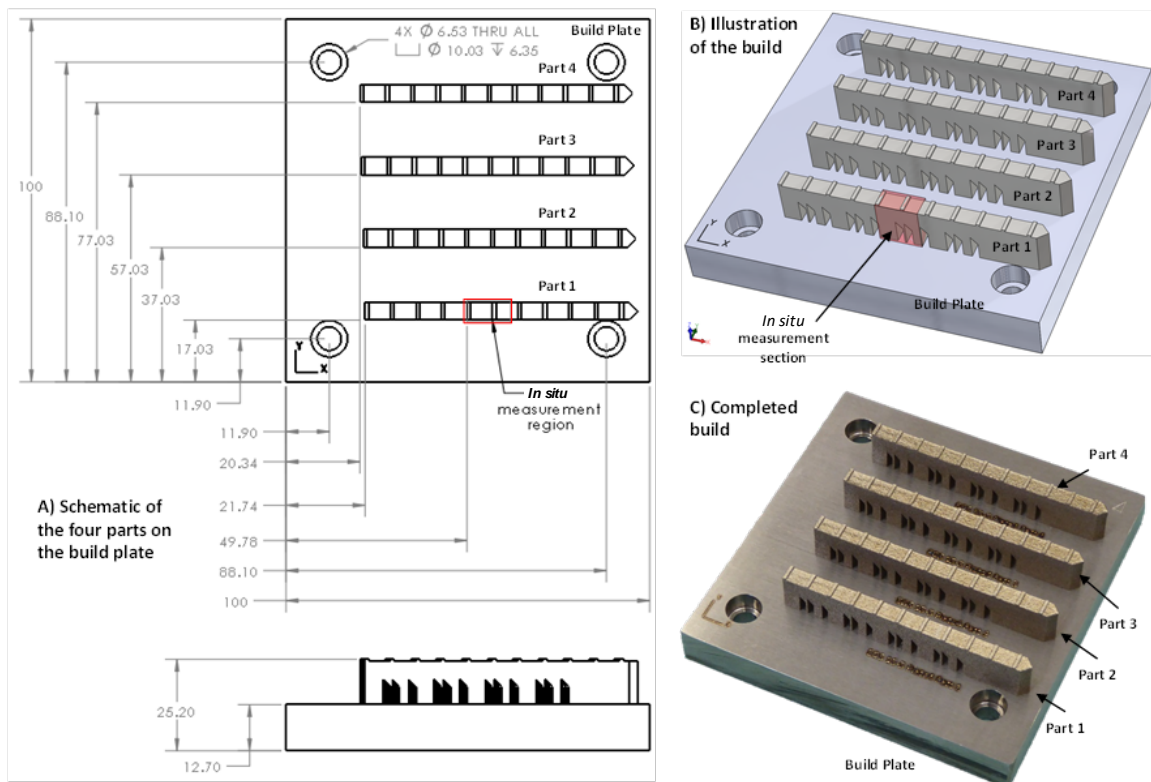 4X Ø 6.53 THRU ALL
⌴ Ø 10.03 ↧ 6.35
Build Plate
Part 4
Part 3
Part 2
Part 1
100
88.10
77.03
57.03
37.03
17.03
11.90
Y
X
In situ
measurement
region
11.90
20.34
21.74
49.78
88.10
100
A) Schematic of
the four parts on
the build plate
25.20
12.70
B) Illustration
of the build
Part 4
Part 3
Part 2
Part 1
Y
X
Build Plate
In situ
measurement
section
C) Completed
build
Part 4
Part 3
Part 2
Part 1
Build Plate